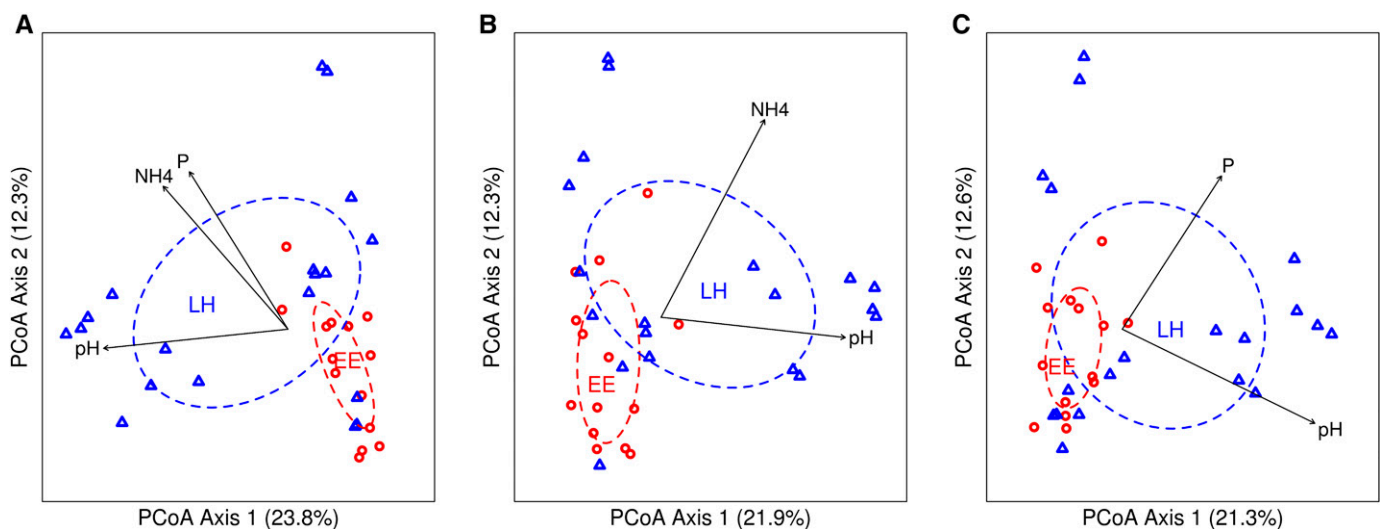 A
P
NH4
LH
pH
EE
PCoA Axis 2 (12.3%)
PCoA Axis 1 (23.8%)
B
NH4
LH
pH
EE
PCoA Axis 2 (12.3%)
PCoA Axis 1 (21.9%)
C
P
LH
EE
pH
PCoA Axis 2 (12.6%)
PCoA Axis 1 (21.3%)